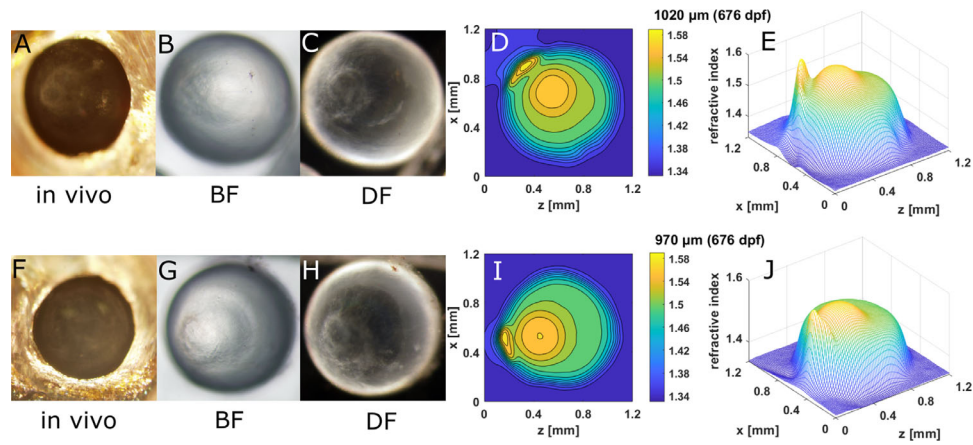 A
B
C
D
E
1020 µm (676 dpf)
in vivo
BF
DF
x [mm]
1.2
0.8
0.4
0
0 0.4 0.8 1.2
z [mm]
1.58
1.54
1.50
1.46
1.42
1.38
1.34
refractive index
1.6
1.5
1.4
1.2
0.8
0.4
0
x [mm]
0
0.4
0.8
1.2
z [mm]
F
G
H
I
J
970 µm (676 dpf)
in vivo
BF
DF
x [mm]
1.2
0.8
0.4
0
0 0.4 0.8 1.2
z [mm]
1.58
1.54
1.50
1.46
1.42
1.38
1.34
refractive index
1.6
1.4
1.2
0.8
0.4
0
x [mm]
0
0.4
0.8
1.2
z [mm]